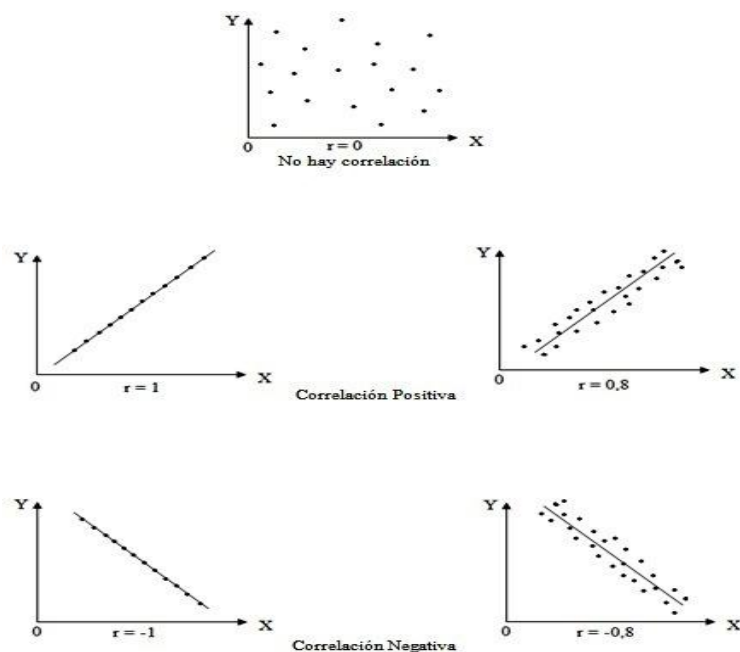 Y
0
r = 0
X
No hay correlación
Y
0
r = 1
X
Y
0
r = 0,8
X
Correlación Positiva
Y
0
r = -1
X
Y
0
r = -0,8
X
Correlación Negativa